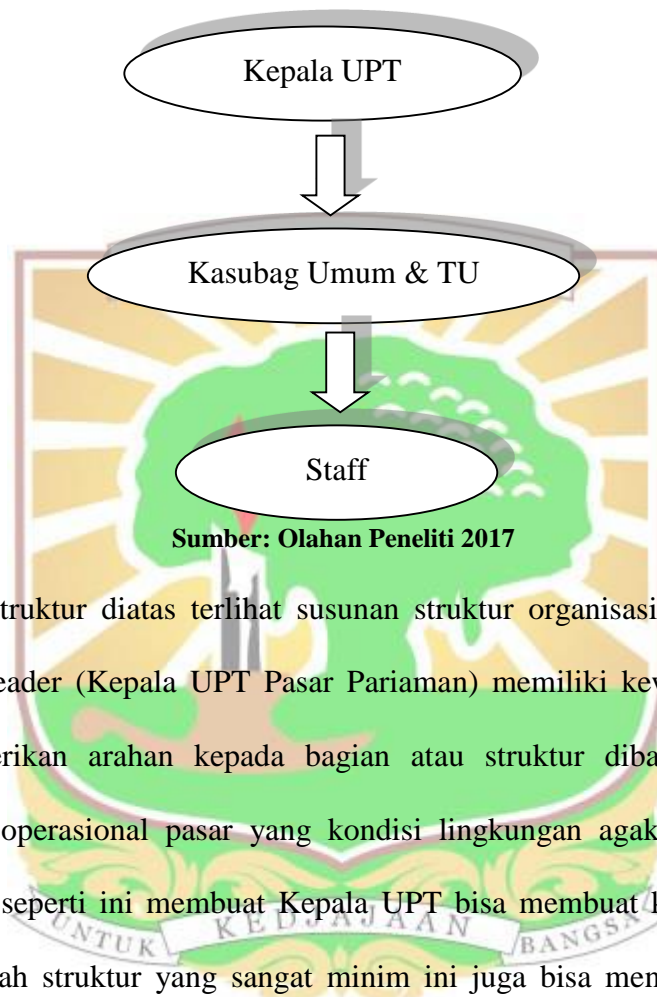 Kepala UPT
Kasubag Umum & TU
Staff
Sumber: Olahan Peneliti 2017
truktur diatas terlihat susunan struktur organisasi
eader (Kepala UPT Pasar Pariaman) memiliki kev
erikan arahan kepada bagian atau struktur diba
operasional pasar yang kondisi lingkungan agak
seperti ini membuat Kepala UPT bisa membuat
ah struktur yang sangat minim ini juga bisa men
UNTUK KEDJAJAAN BANGSA